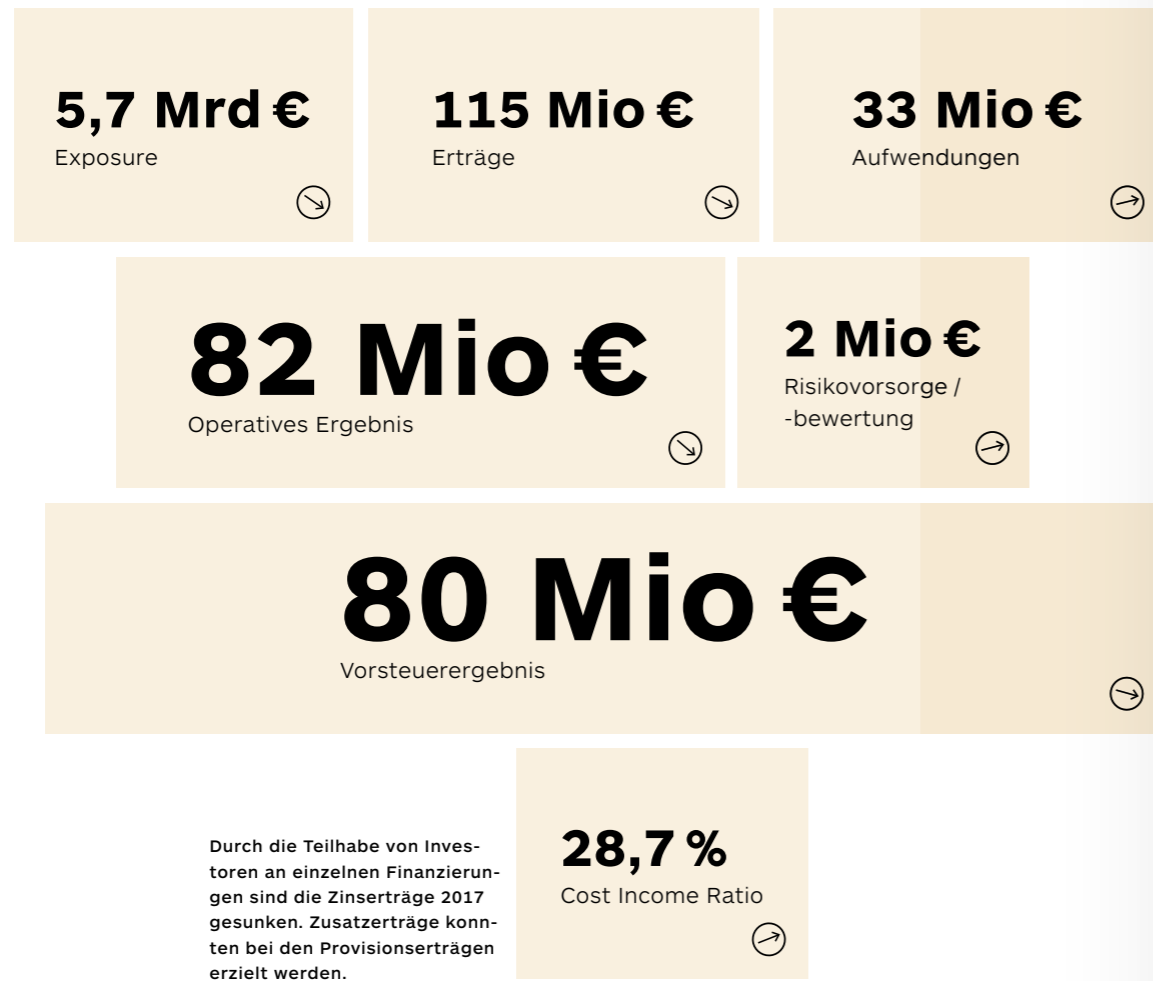 5,7 Mrd €
Exposure
115 Mio €
Erträge
33 Mio €
Aufwendungen
82 Mio €
Operatives Ergebnis
2 Mio €
Risikovorsorge /
-bewertung
80 Mio €
Vorsteuerergebnis
Durch die Teilhabe von Inves-
toren an einzelnen Finanzierun-
gen sind die Zinserträge 2017
gesunken. Zusatzerträge konn-
ten bei den Provisionserträgen
erzielt werden.
28,7 %
Cost Income Ratio